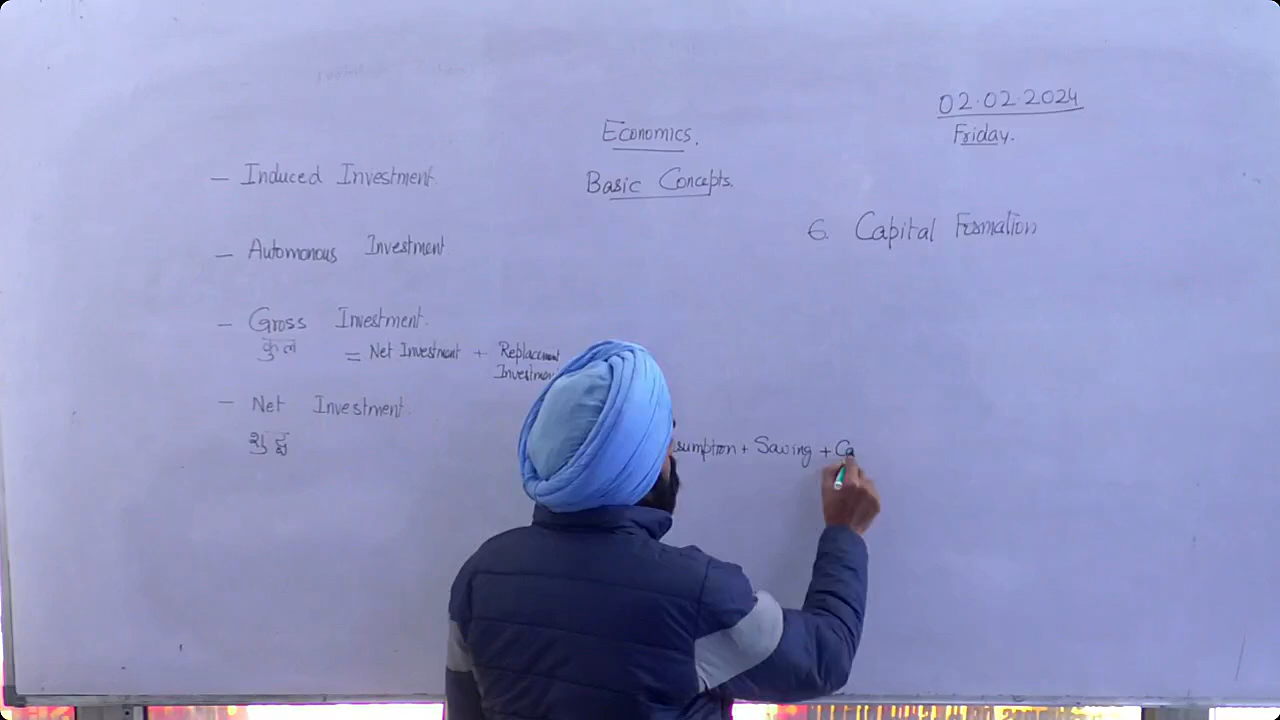 02.02.2024
Friday.
Economics.
Basic Concepts.
6. Capital Formation
— Induced Investment.
— Automonous Investment.
— Gross Investment.
कुल = Net Investment + Replacement Investment
— Net Investment.
शुद्ध
sumption + Saving + Ca